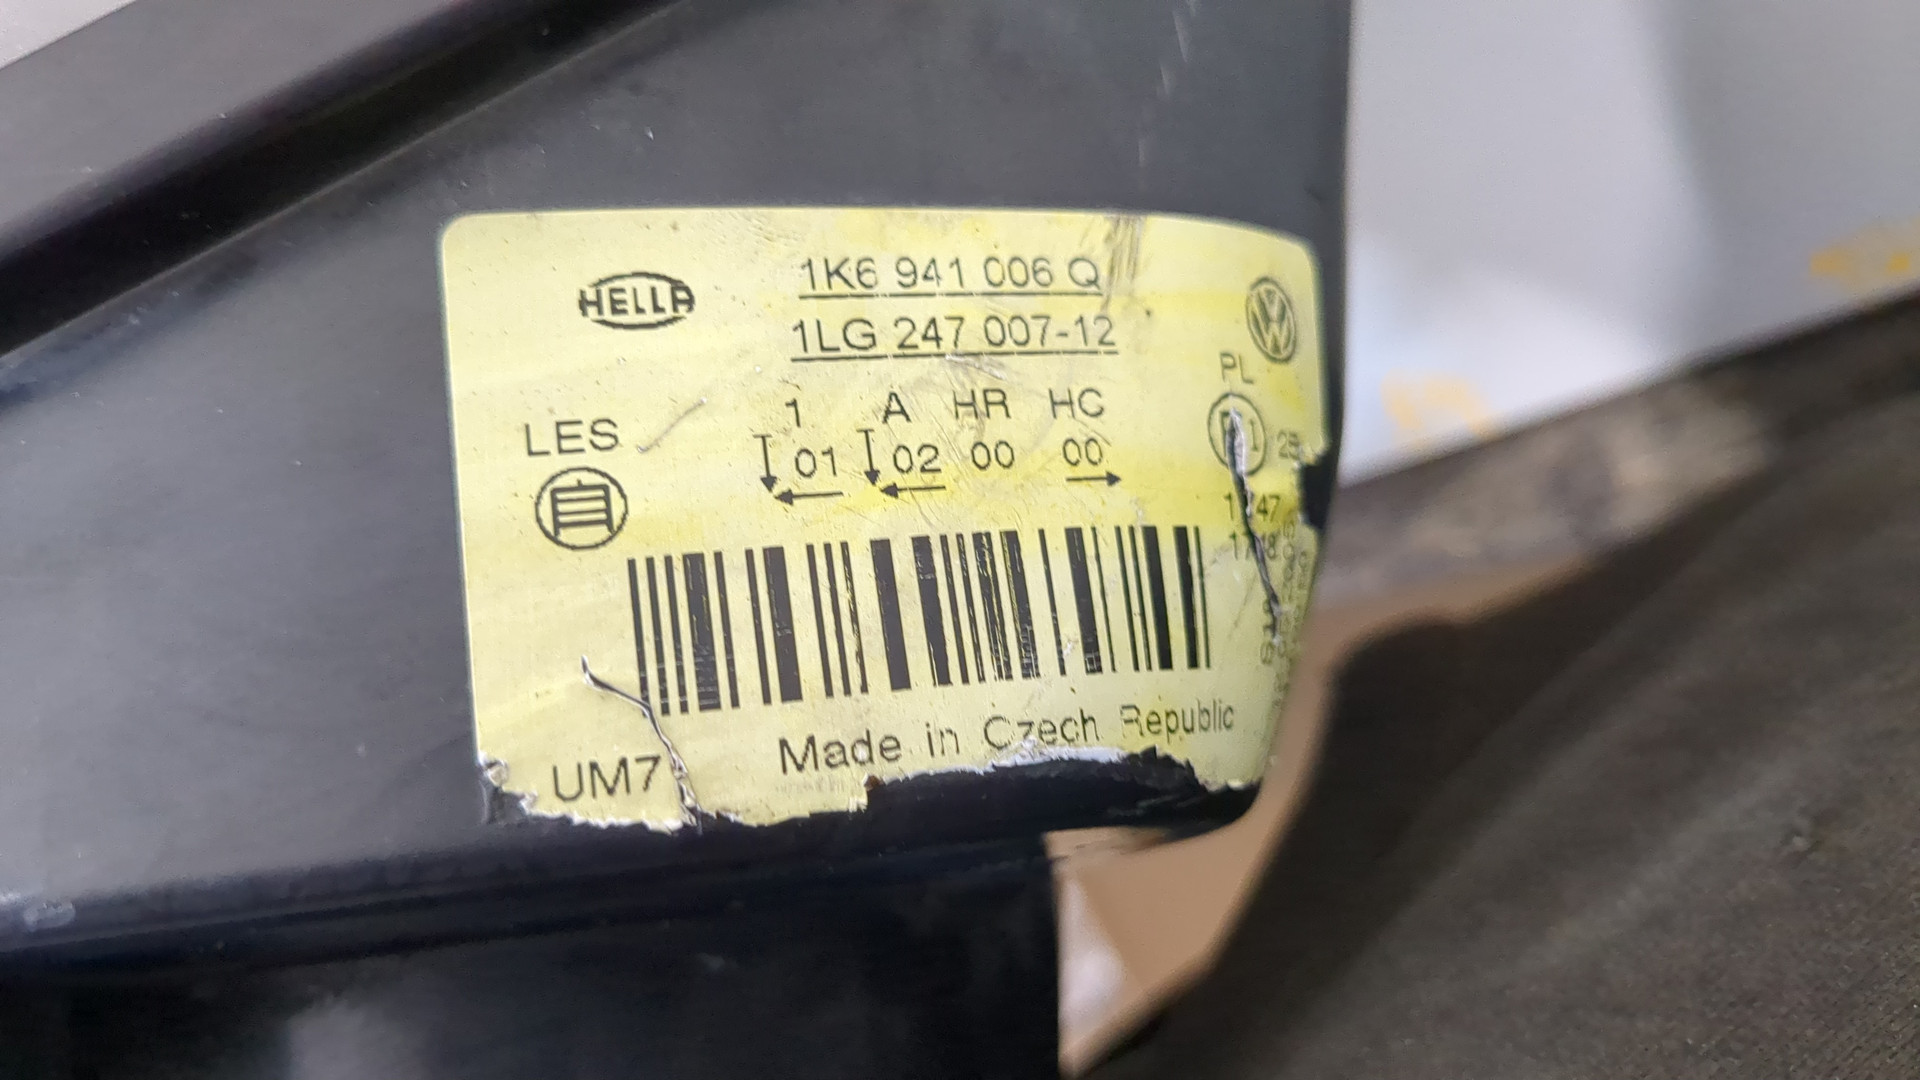 HELLA
1K6 941 006 Q
1LG 247 007-12
PL
LES
1 A HR HC
01 02 00 00
自
Made in Czech Republic
UM7